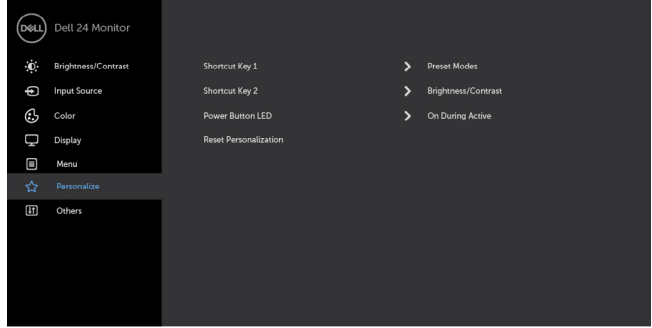 DELL Dell 24 Monitor
Brightness/Contrast
Input Source
Color
Display
Menu
Personalize
Others
Shortcut Key 1 Preset Modes
Shortcut Key 2 Brightness/Contrast
Power Button LED On During Active
Reset Personalization